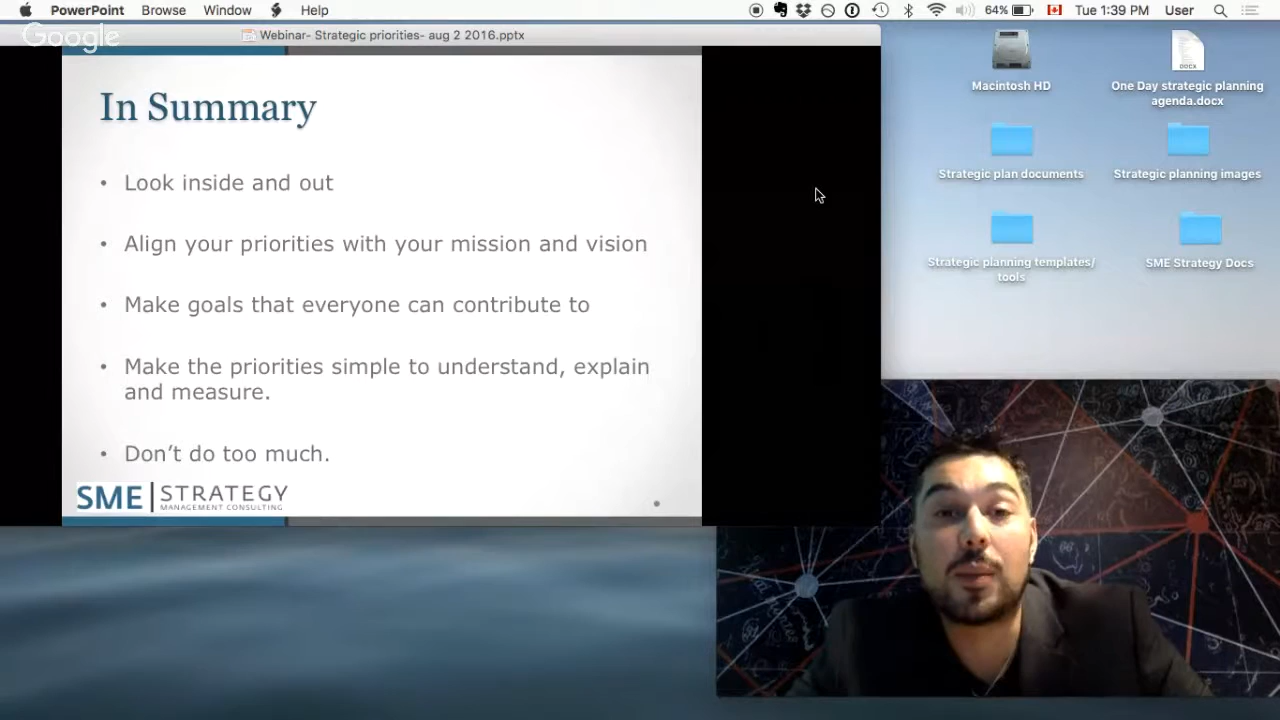 PowerPoint Browse Window Help 64% Tue 1:39 PM User
Google
Webinar- Strategic priorities- aug 2 2016.pptx
In Summary
• Look inside and out
• Align your priorities with your mission and vision
• Make goals that everyone can contribute to
• Make the priorities simple to understand, explain
and measure.
• Don’t do too much.
SME | STRATEGY
MANAGEMENT CONSULTING
Macintosh HD
DOCX
One Day strategic planning
agenda.docx
Strategic plan documents
Strategic planning images
Strategic planning templates/
tools
SME Strategy Docs